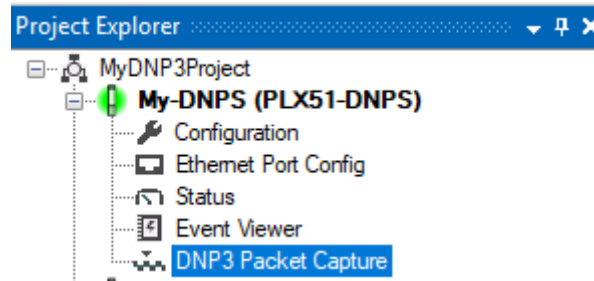 Project Explorer
MyDNP3Project
My-DNPS (PLX51-DNPS)
Configuration
Ethernet Port Config
Status
Event Viewer
DNP3 Packet Capture